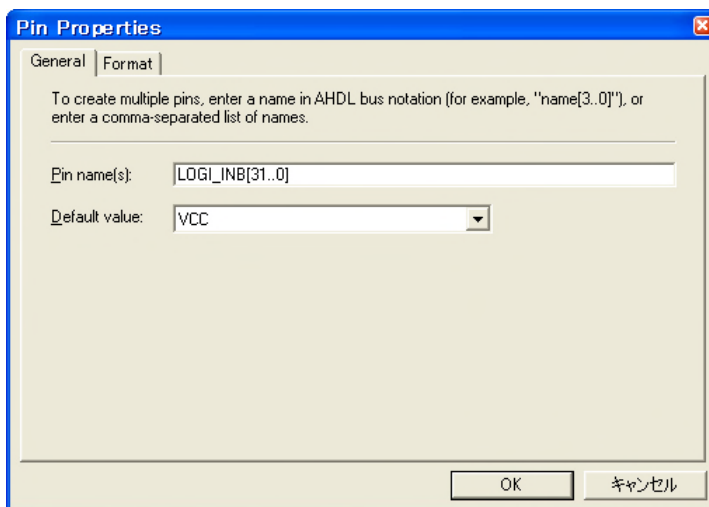 Pin Properties
General Format
To create multiple pins, enter a name in AHDL bus notation (for example, "name[3..0]"), or
enter a comma-separated list of names.
Pin name(s): LOGI_INB[31..0]
Default value: VCC
OK キャンセル